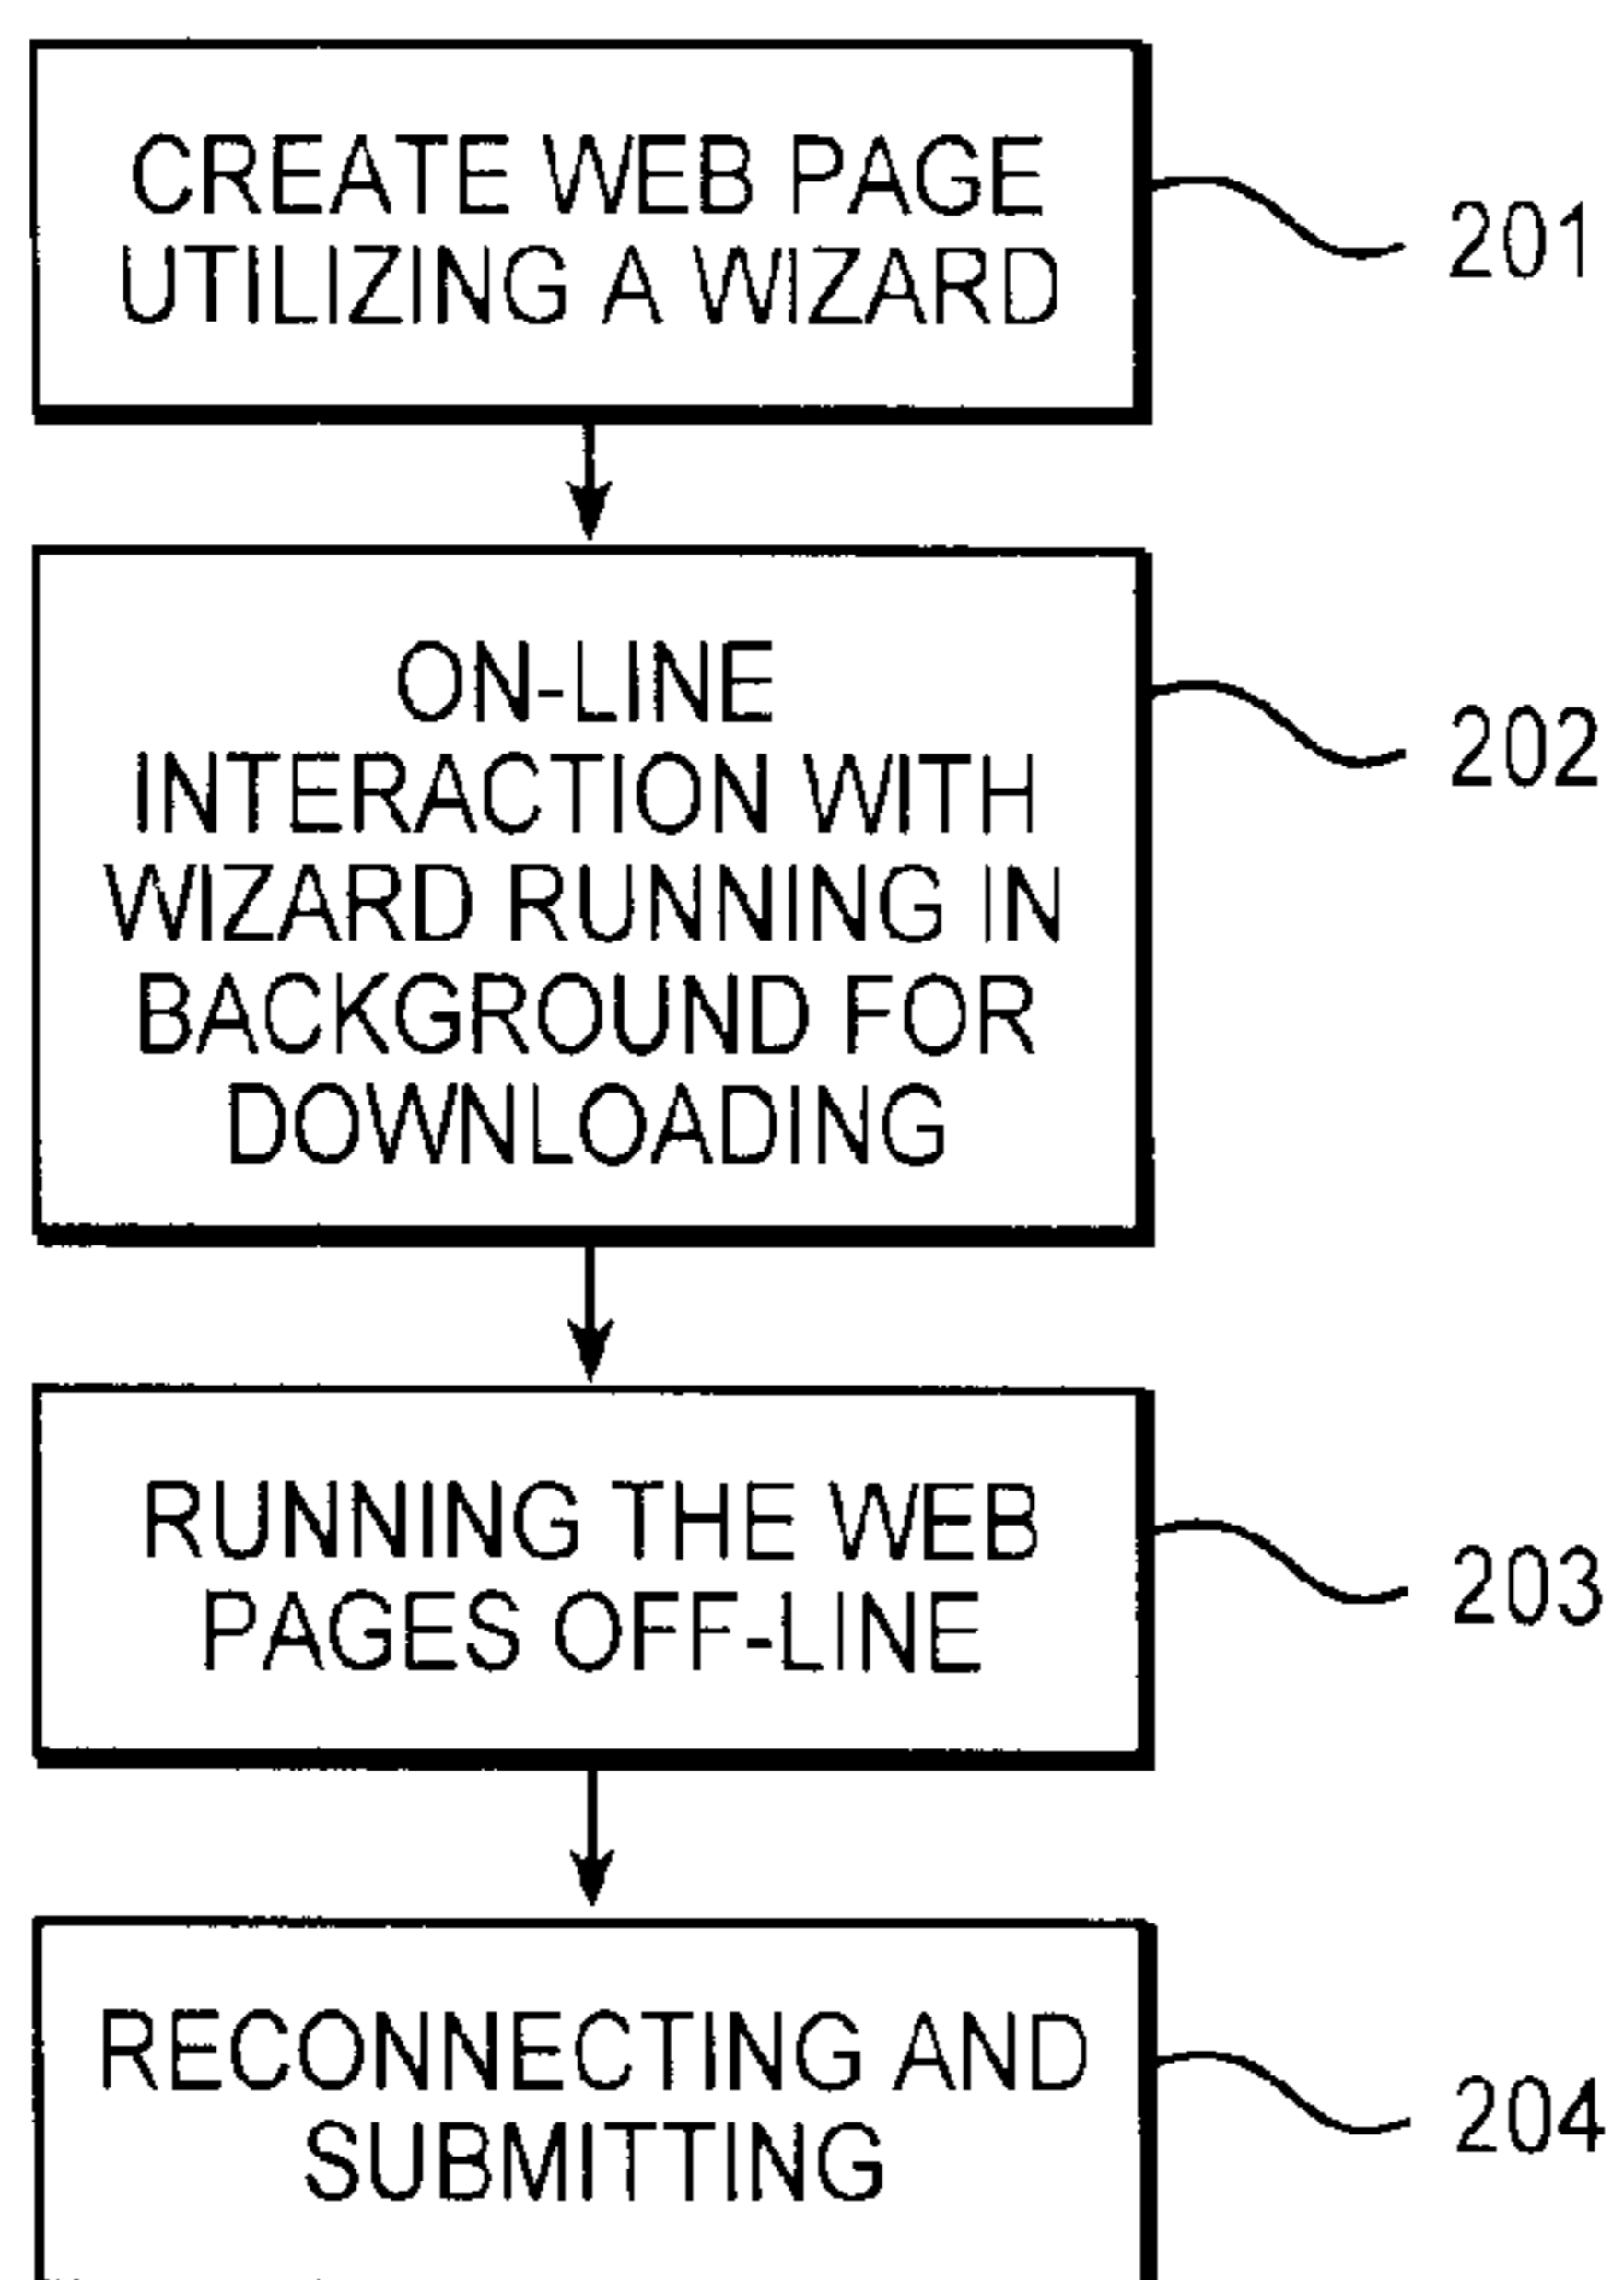 CREATE WEB PAGE
UTILIZING A WIZARD
201
ON-LINE
INTERACTION WITH
WIZARD RUNNING IN
BACKGROUND FOR
DOWNLOADING
202
RUNNING THE WEB
PAGES OFF-LINE
203
RECONNECTING AND
SUBMITTING
204